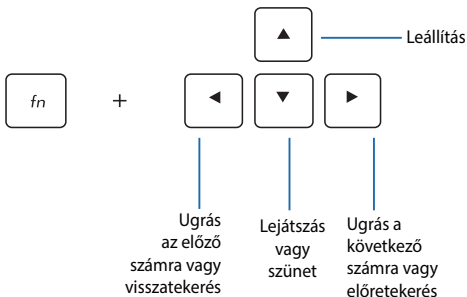 Leállítás
fn +
Ugrás
az előző
számra vagy
visszatekerés
Lejátszás
vagy
szünet
Ugrás a
következő
számra vagy
előretekerés